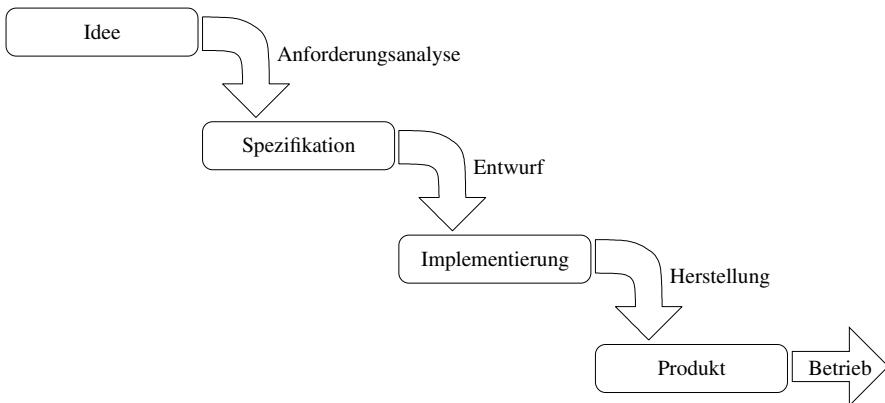 Idee
Anforderungsanalyse
Spezifikation
Entwurf
Implementierung
Herstellung
Produkt
Betrieb